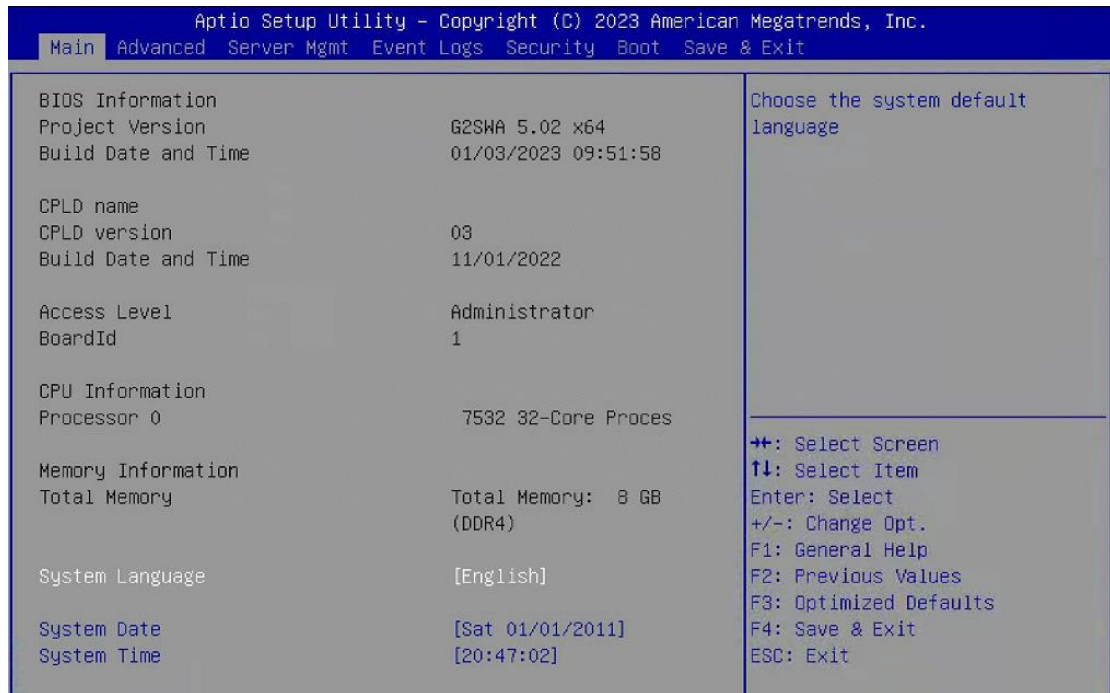 Aptio Setup Utility – Copyright (C) 2023 American Megatrends, Inc.
Main Advanced Server Mgmt Event Logs Security Boot Save & Exit
BIOS Information
Project Version G2SWA 5.02 x64
Build Date and Time 01/03/2023 09:51:58
CPLD name
CPLD version 03
Build Date and Time 11/01/2022
Access Level Administrator
BoardId 1
CPU Information
Processor 0 7532 32-Core Proces
Memory Information
Total Memory Total Memory: 8 GB
(DDR4)
System Language [English]
System Date [Sat 01/01/2011]
System Time [20:47:02]
Choose the system default
language
→←: Select Screen
↑↓: Select Item
Enter: Select
+/-: Change Opt.
F1: General Help
F2: Previous Values
F3: Optimized Defaults
F4: Save & Exit
ESC: Exit